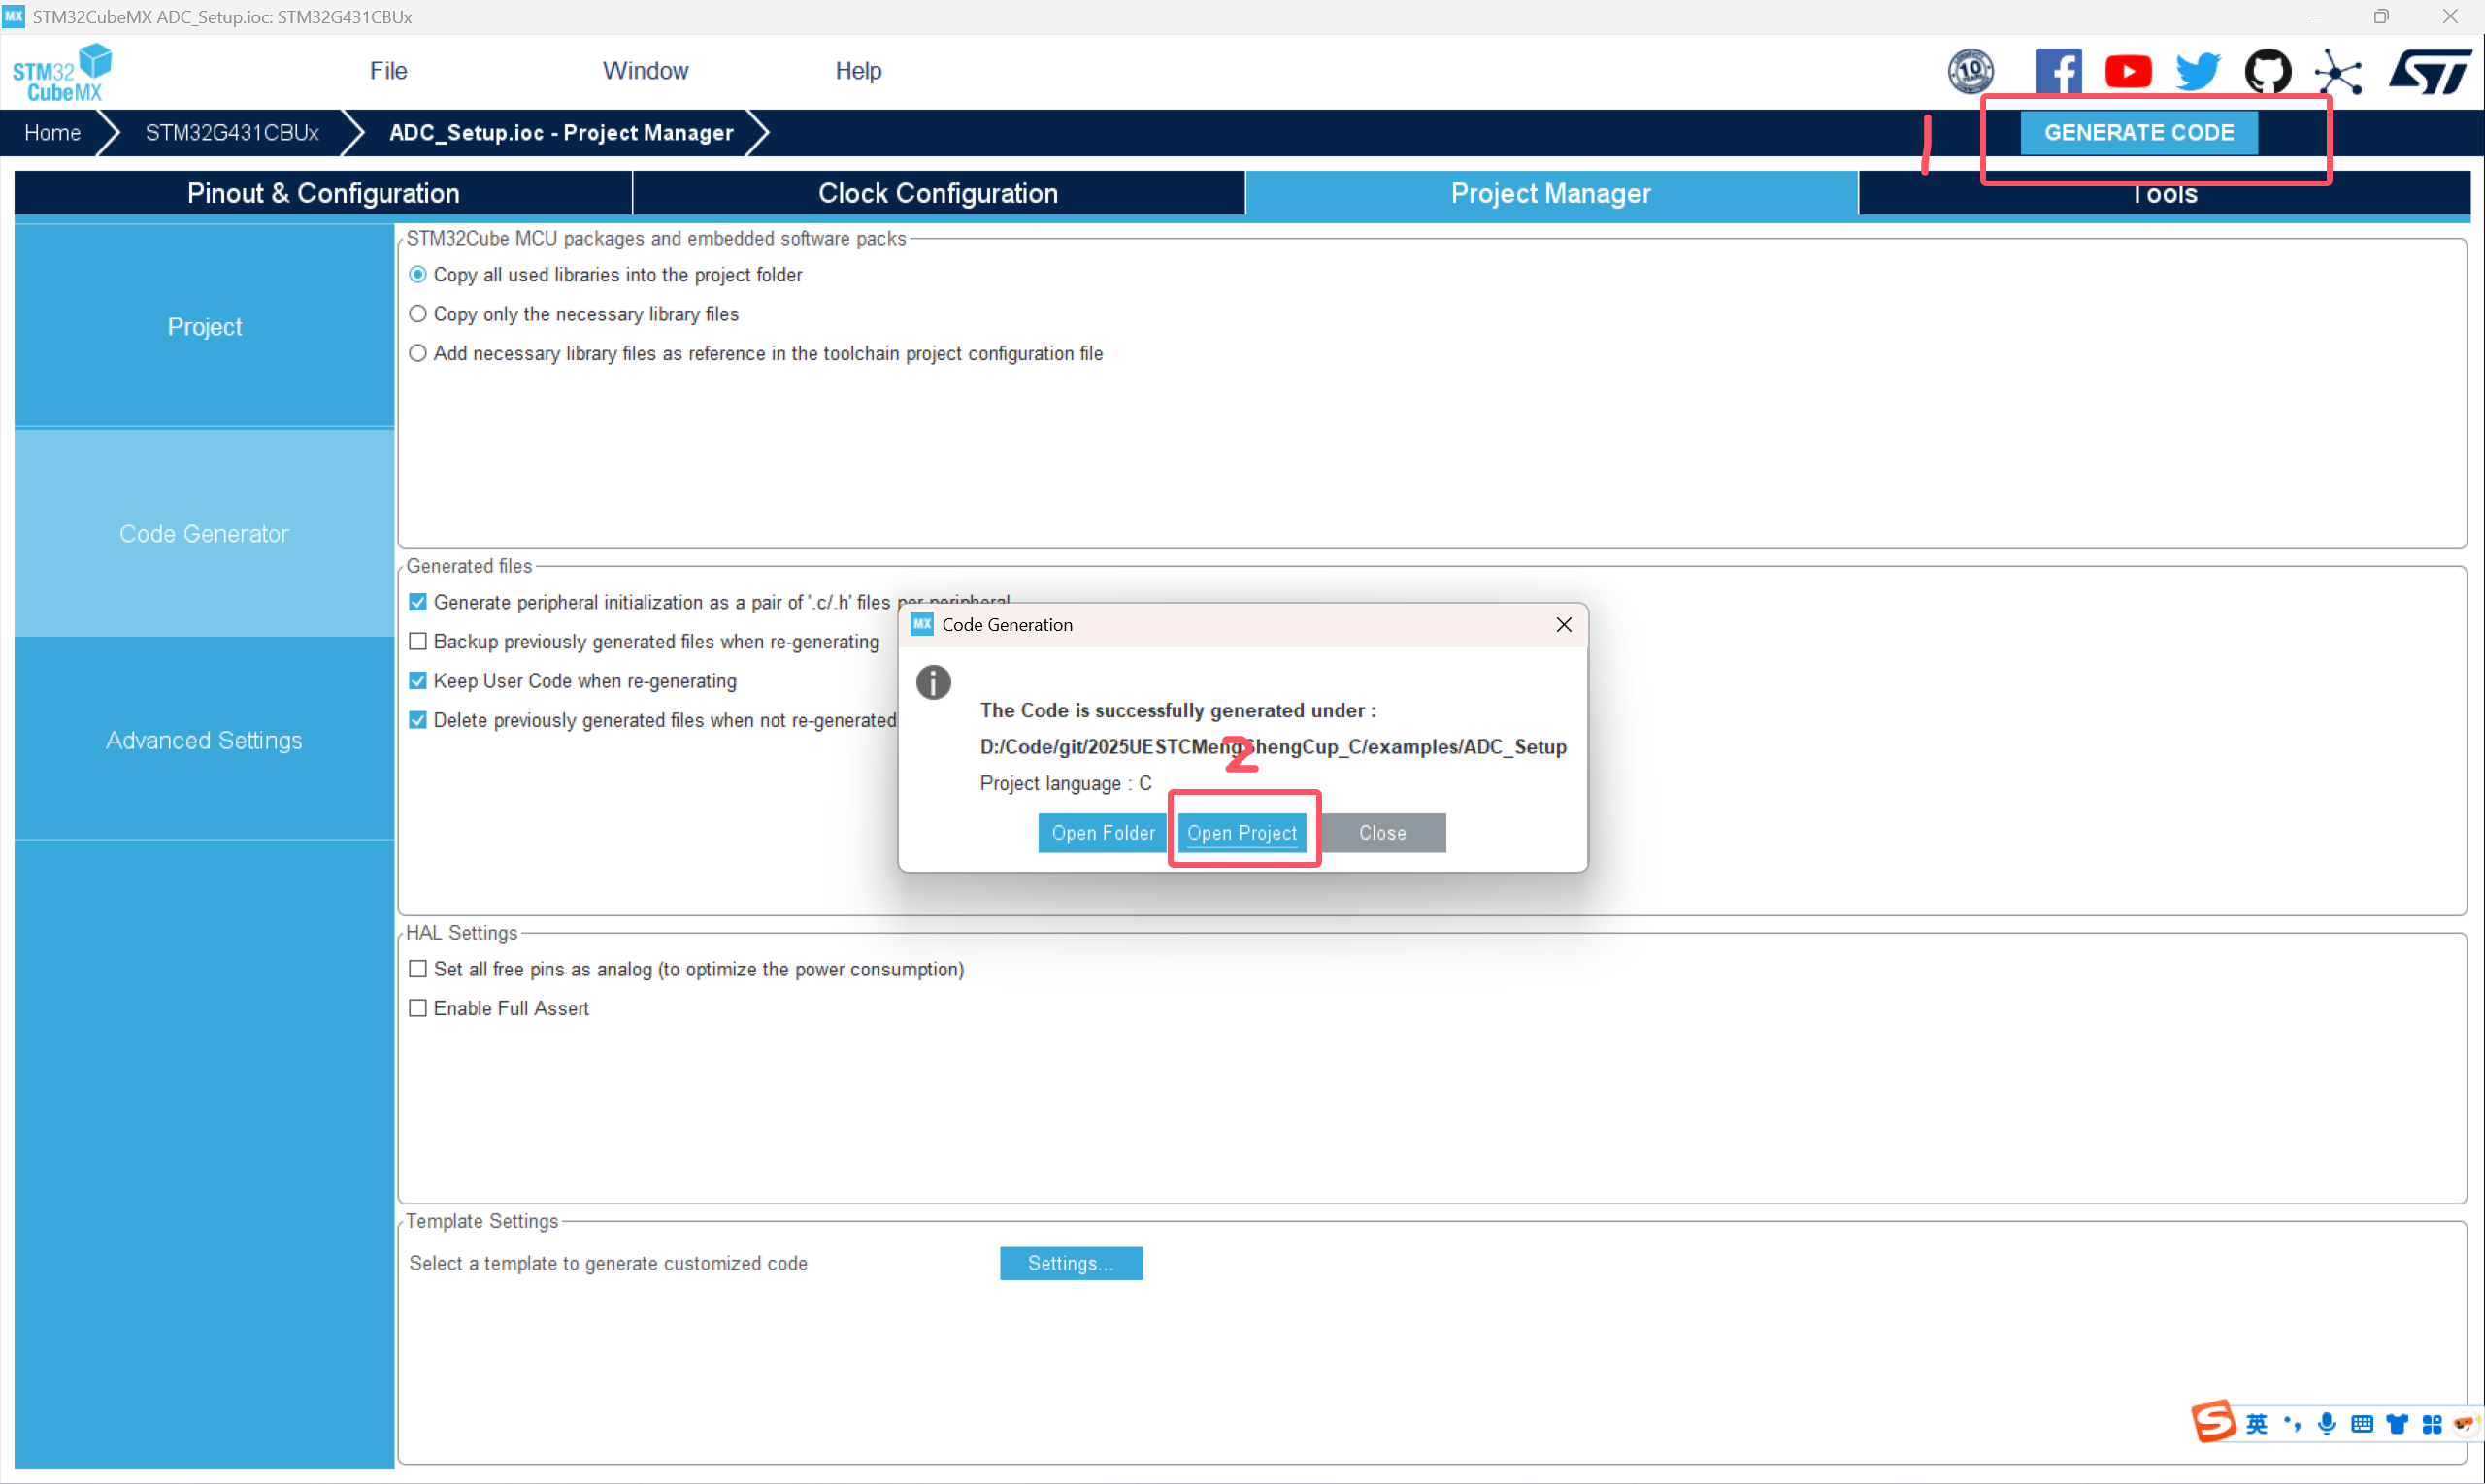 MX STM32CubeMX ADC_Setup.ioc: STM32G431CBUx
STM32
CubeMX
File
Window
Help
10
Home
STM32G431CBUx
ADC_Setup.ioc - Project Manager
1
GENERATE CODE
Pinout & Configuration
Clock Configuration
Project Manager
Tools
Project
Code Generator
Advanced Settings
STM32Cube MCU packages and embedded software packs
Copy all used libraries into the project folder
Copy only the necessary library files
Add necessary library files as reference in the toolchain project configuration file
Generated files
Generate peripheral initialization as a pair of '.c/.h' files per peripheral
Backup previously generated files when re-generating
Keep User Code when re-generating
Delete previously generated files when not re-generated
MX Code Generation
The Code is successfully generated under :
D:/Code/git/2025UESTCMengShengCup_C/examples/ADC_Setup
2
Project language : C
Open Folder
Open Project
Close
HAL Settings
Set all free pins as analog (to optimize the power consumption)
Enable Full Assert
Template Settings
Select a template to generate customized code
Settings...
英